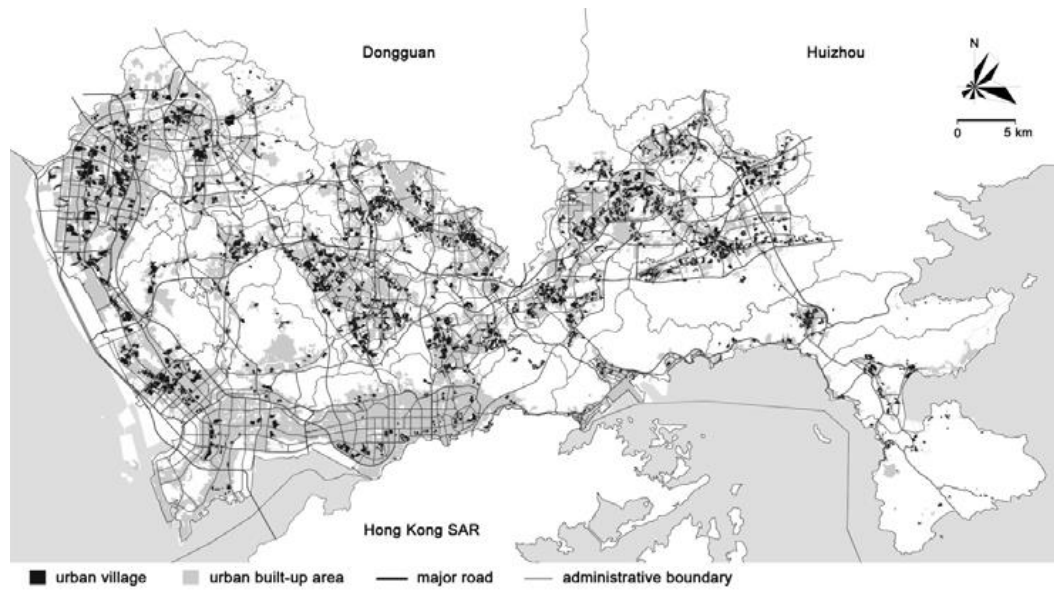 Dongguan
Huizhou
N
0 5 km
Hong Kong SAR
urban village urban built-up area major road administrative boundary